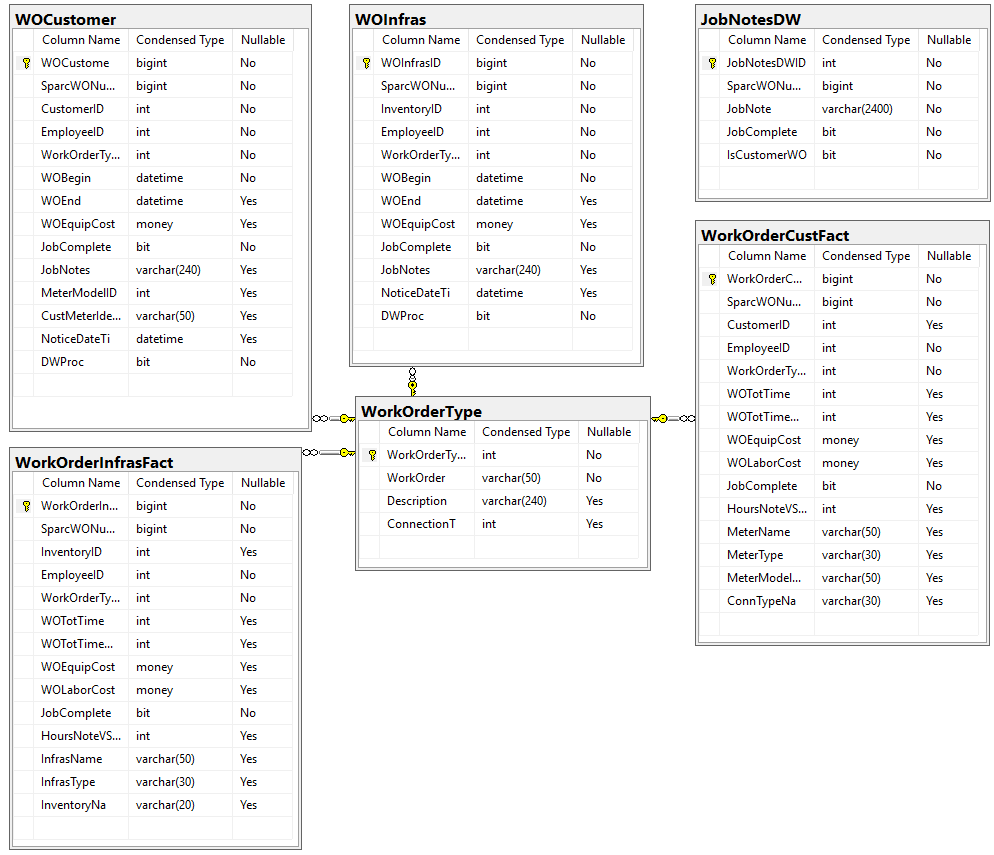 WOCustomer
Column Name Condensed Type Nullable
WOCustome bigint No
SparcWONu... bigint No
CustomerID int No
EmployeeID int No
WorkOrderTy... int No
WOBegin datetime No
WOEnd datetime Yes
WOEquipCost money Yes
JobComplete bit No
JobNotes varchar(240) Yes
MeterModelID int Yes
CustMeterIde... varchar(50) Yes
NoticeDateTi datetime Yes
DWProc bit No
WOInfras
Column Name Condensed Type Nullable
WOInfrasID bigint No
SparcWONu... bigint No
InventoryID int No
EmployeeID int No
WorkOrderTy... int No
WOBegin datetime No
WOEnd datetime Yes
WOEquipCost money Yes
JobComplete bit No
JobNotes varchar(240) Yes
NoticeDateTi datetime Yes
DWProc bit No
JobNotesDW
Column Name Condensed Type Nullable
JobNotesDWID int No
SparcWONu... bigint No
JobNote varchar(2400) No
JobComplete bit No
IsCustomerWO bit No
WorkOrderCustFact
Column Name Condensed Type Nullable
WorkOrderC... bigint No
SparcWONu... bigint No
CustomerID int Yes
EmployeeID int No
WorkOrderTy... int No
WOTotTime int Yes
WOTotTime... int Yes
WOEquipCost money Yes
WOLaborCost money Yes
JobComplete bit No
HoursNoteVS... int Yes
MeterName varchar(50) Yes
MeterType varchar(30) Yes
MeterModel... varchar(50) Yes
ConnTypeNa varchar(30) Yes
WorkOrderType
Column Name Condensed Type Nullable
WorkOrderTy... int No
WorkOrder varchar(50) No
Description varchar(240) Yes
ConnectionT int Yes
WorkOrderInfrasFact
Column Name Condensed Type Nullable
WorkOrderIn... bigint No
SparcWONu... bigint No
InventoryID int Yes
EmployeeID int No
WorkOrderTy... int No
WOTotTime int Yes
WOTotTime... int Yes
WOEquipCost money Yes
WOLaborCost money Yes
JobComplete bit No
HoursNoteVS... int Yes
InfrasName varchar(50) Yes
InfrasType varchar(30) Yes
InventoryNa varchar(20) Yes